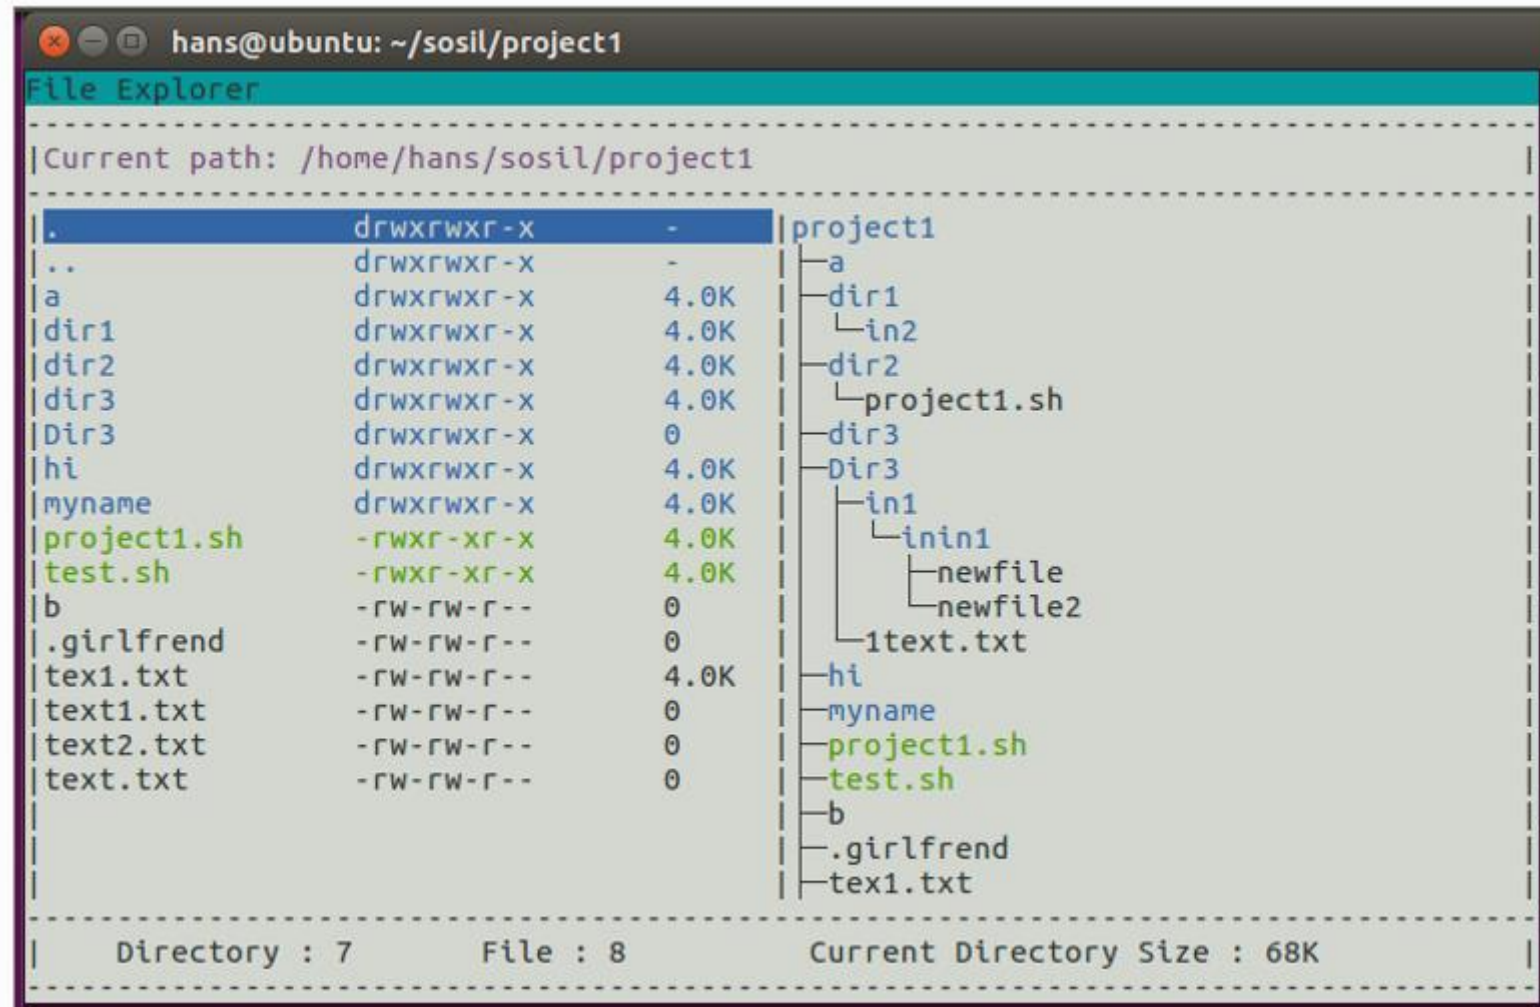 hans@ubuntu: ~/sosil/project1
File Explorer
--------------------------------------------------------------------------------
|Current path: /home/hans/sosil/project1 |
--------------------------------------------------------------------------------
|. drwxrwxr-x - |project1 |
|.. drwxrwxr-x - | ├─a |
|a drwxrwxr-x 4.0K | ├─dir1 |
|dir1 drwxrwxr-x 4.0K | │ └─in2 |
|dir2 drwxrwxr-x 4.0K | ├─dir2 |
|dir3 drwxrwxr-x 4.0K | │ └─project1.sh |
|Dir3 drwxrwxr-x 0 | ├─dir3 |
|hi drwxrwxr-x 4.0K | ├─Dir3 |
|myname drwxrwxr-x 4.0K | │ ├─in1 |
|project1.sh -rwxr-xr-x 4.0K | │ │ └─inin1 |
|test.sh -rwxr-xr-x 4.0K | │ │ ├─newfile |
|b -rw-rw-r-- 0 | │ │ └─newfile2 |
|.girlfrend -rw-rw-r-- 0 | │ └─1text.txt |
|tex1.txt -rw-rw-r-- 4.0K | ├─hi |
|text1.txt -rw-rw-r-- 0 | ├─myname |
|text2.txt -rw-rw-r-- 0 | ├─project1.sh |
|text.txt -rw-rw-r-- 0 | ├─test.sh |
| | ├─b |
| | ├─.girlfrend |
| | ├─tex1.txt |
--------------------------------------------------------------------------------
| Directory : 7 File : 8 Current Directory Size : 68K |
--------------------------------------------------------------------------------